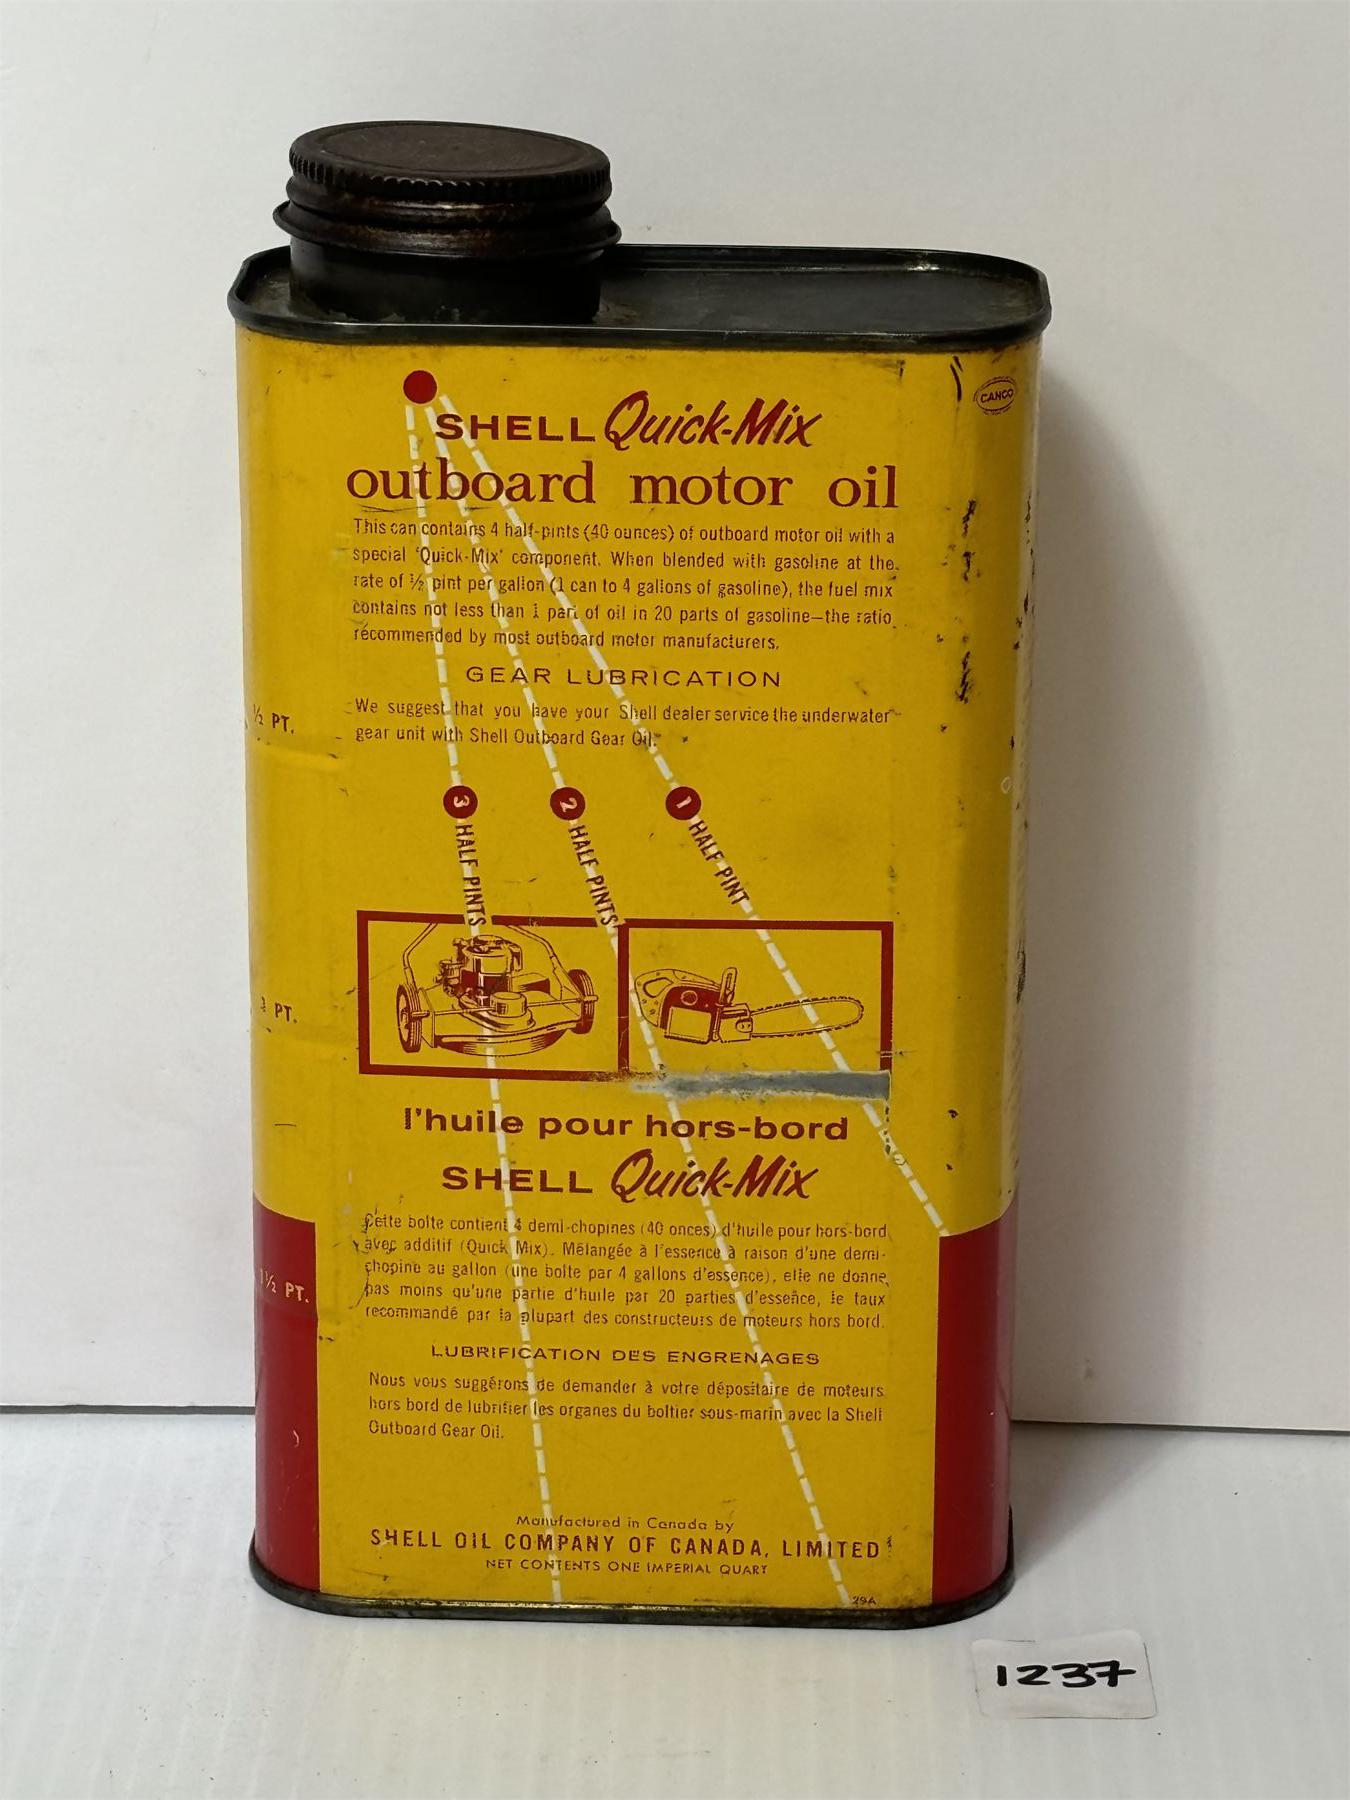 CANCO
SHELL Quick-Mix
outboard motor oil
This can contains 4 half-pints (40 ounces) of outboard motor oil with a
special 'Quick-Mix' component. When blended with gasoline at the
rate of ½ pint per gallon (1 can to 4 gallons of gasoline), the fuel mix
contains not less than 1 part of oil in 20 parts of gasoline—the ratio
recommended by most outboard motor manufacturers.
GEAR LUBRICATION
We suggest that you have your Shell dealer service the underwater
gear unit with Shell Outboard Gear Oil.
½ PT.
3 HALF PINTS
2 HALF PINTS
1 HALF PINT
PT.
l'huile pour hors-bord
SHELL Quick-Mix
Cette boîte contient 4 demi-chopines (40 onces) d'huile pour hors-bord
avec additif (Quick Mix). Mélangée à l'essence à raison d'une demi-
chopine au gallon (une boîte par 4 gallons d'essence), elle ne donne
pas moins qu'une partie d'huile par 20 parties d'essence, le taux
recommandé par la plupart des constructeurs de moteurs hors bord.
1½ PT.
LUBRIFICATION DES ENGRENAGES
Nous vous suggérons de demander à votre dépositaire de moteurs
hors bord de lubrifier les organes du boîtier sous-marin avec la Shell
Outboard Gear Oil.
Manufactured in Canada by
SHELL OIL COMPANY OF CANADA, LIMITED
NET CONTENTS ONE IMPERIAL QUART
29A
1237